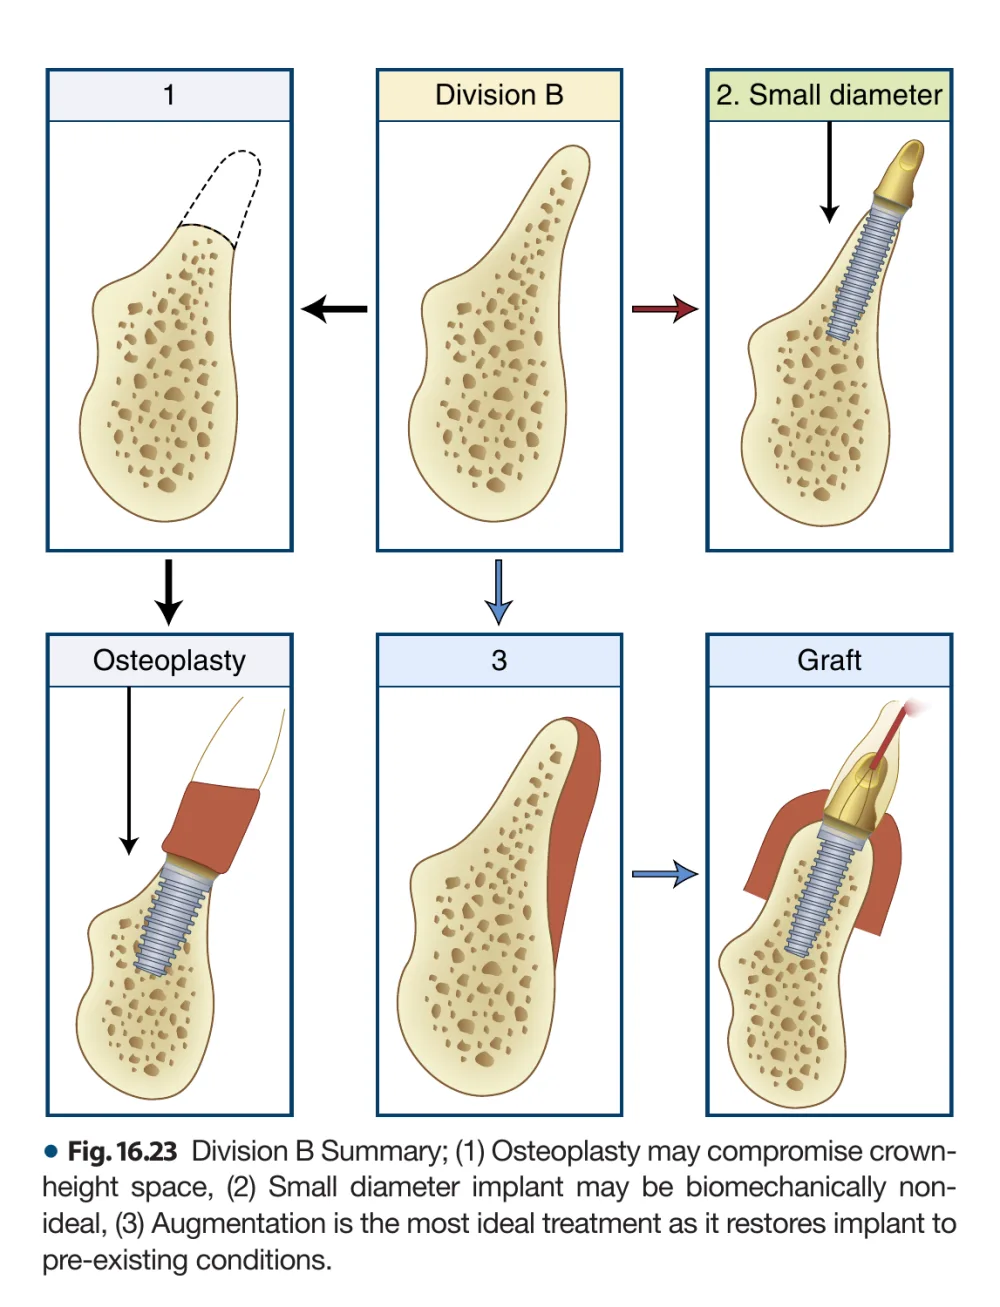 1
Division B
2. Small diameter
Osteoplasty
3
Graft
• Fig. 16.23 Division B Summary; (1) Osteoplasty may compromise crown-
height space, (2) Small diameter implant may be biomechanically non-
ideal, (3) Augmentation is the most ideal treatment as it restores implant to
pre-existing conditions.